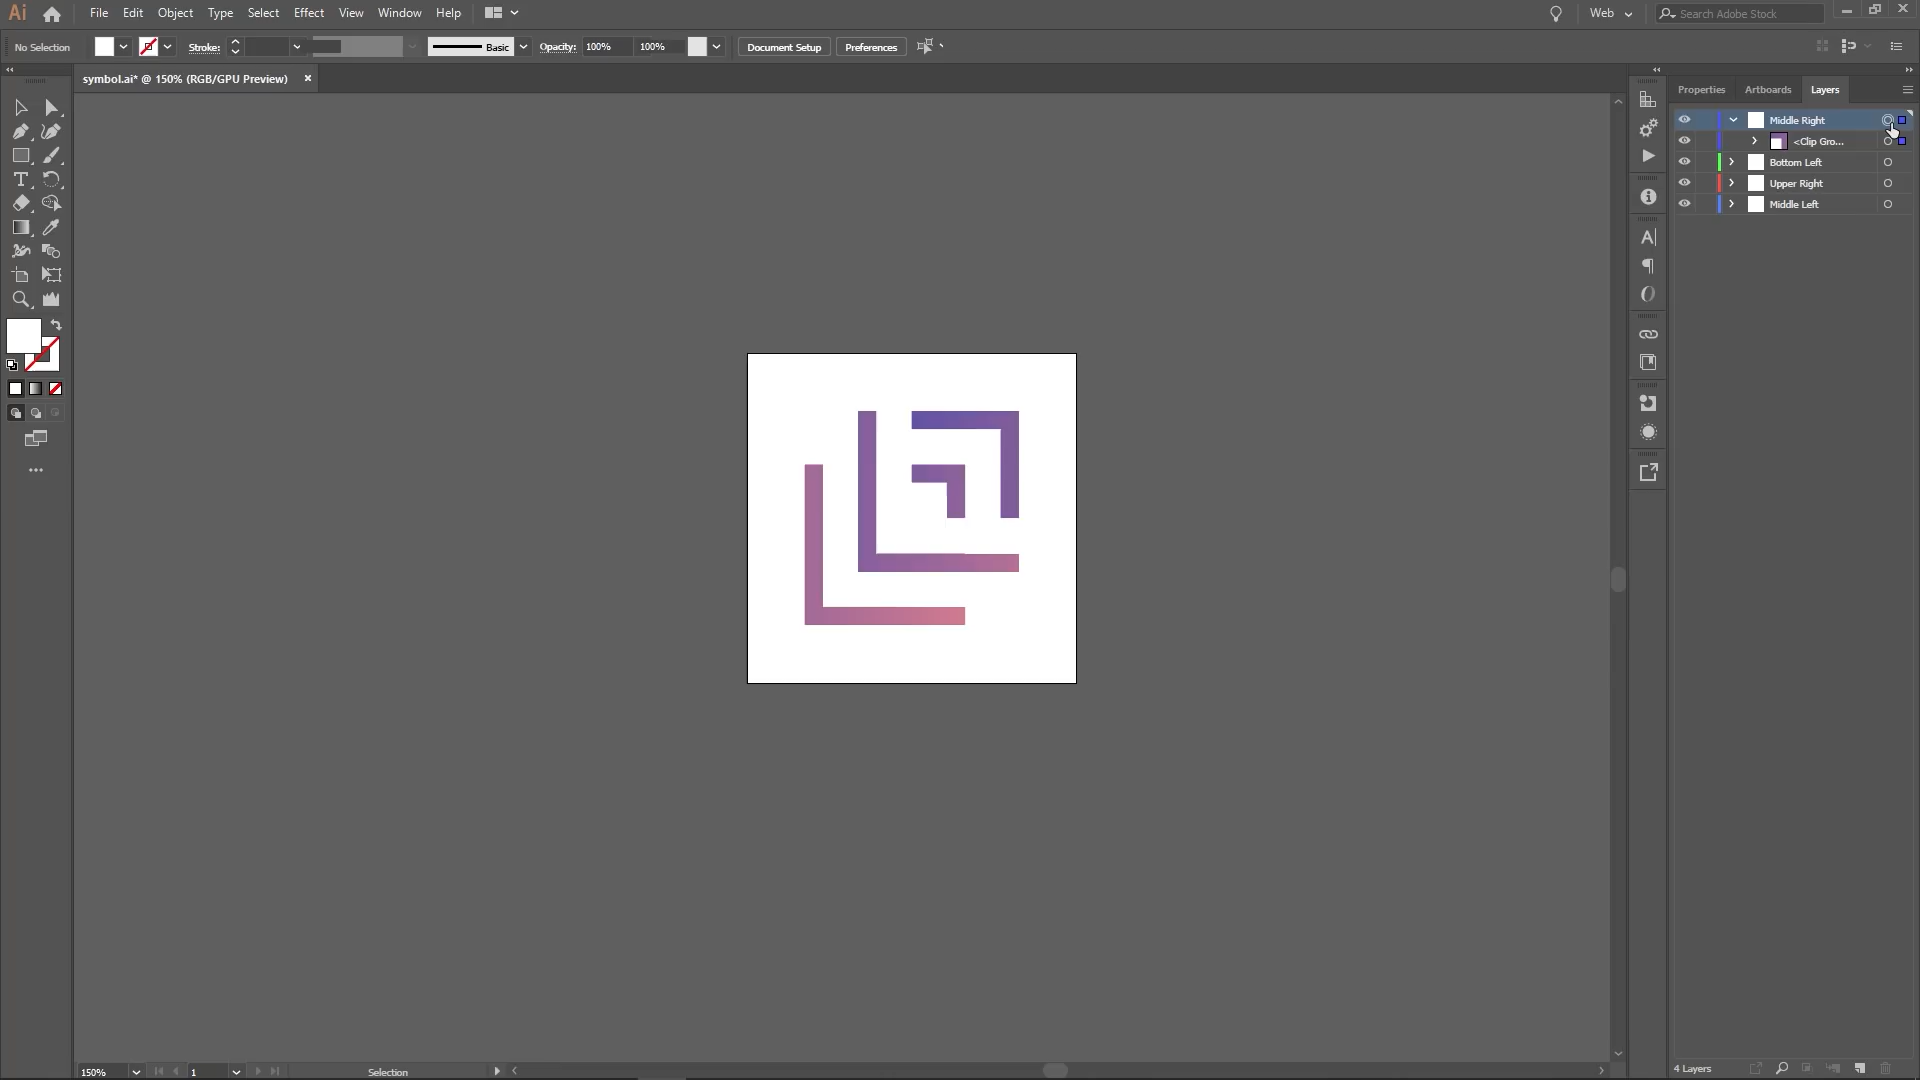 Ai File Edit Object Type Select Effect View Window Help Web Search Adobe Stock
No Selection Stroke: Basic Opacity: 100% 100% Document Setup Preferences
symbol.ai* @ 150% (RGB/GPU Preview)
Properties Artboards Layers
Middle Right
<Clip Gro...
Bottom Left
Upper Right
Middle Left
150% 1 Selection 4 Layers